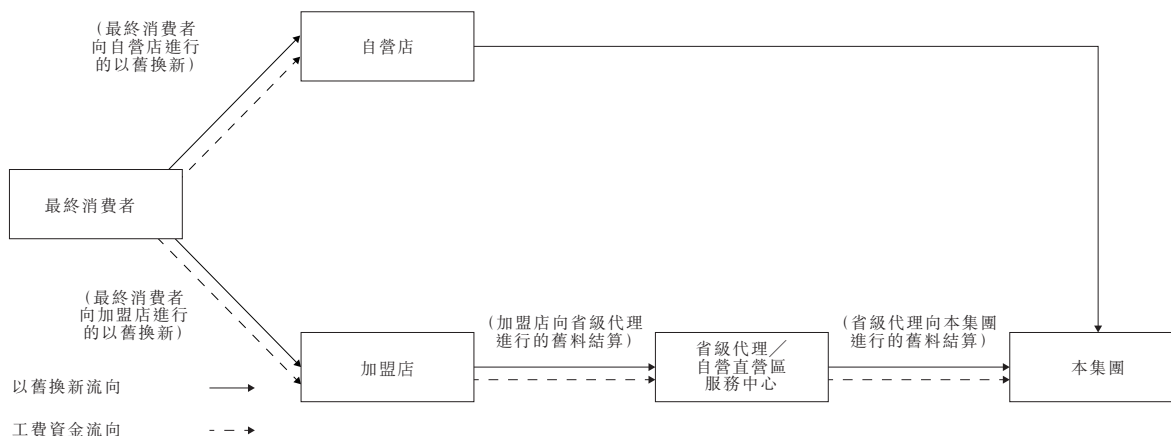 (最終消費者
向自營店進行
的以舊換新)
自營店
最終消費者
(最終消費者
向加盟店進行
的以舊換新)
加盟店
(加盟店向省級代理
進行的舊料結算)
省級代理／
自營直營區
服務中心
(省級代理向本集團
進行的舊料結算)
本集團
以舊換新流向
工費資金流向